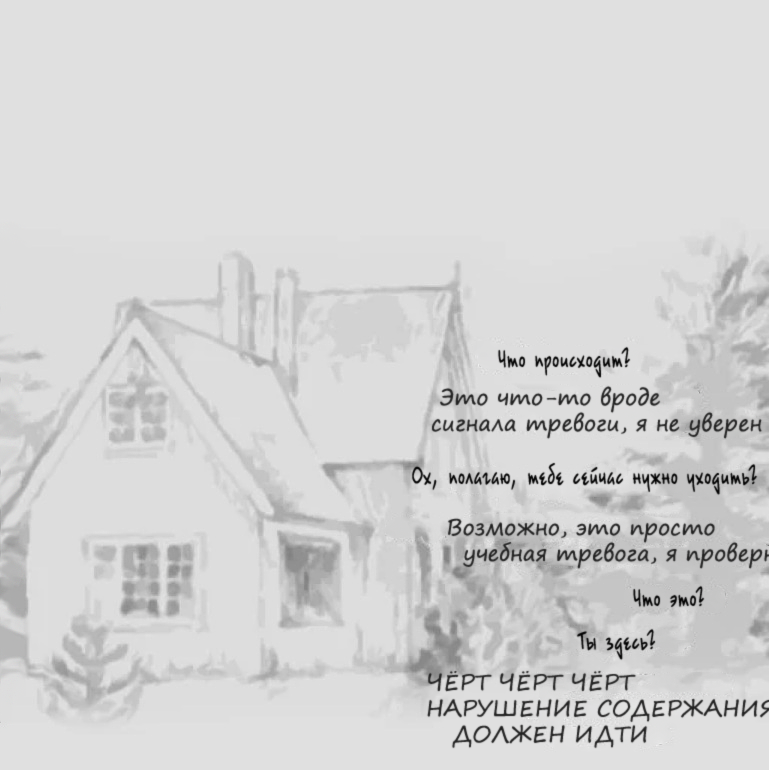 Что происходит?
Это что-то вроде
сигнала тревоги, я не уверен
Ох, полагаю, тебе сейчас нужно уходить?
Возможно, это просто
учебная тревога, я
Что это?
Ты здесь?
ЧЁРТ ЧЁРТ ЧЁРТ
НАРУШЕНИЕ СОДЕРЖАНИЯ
ДОЛЖЕН ИДТИ